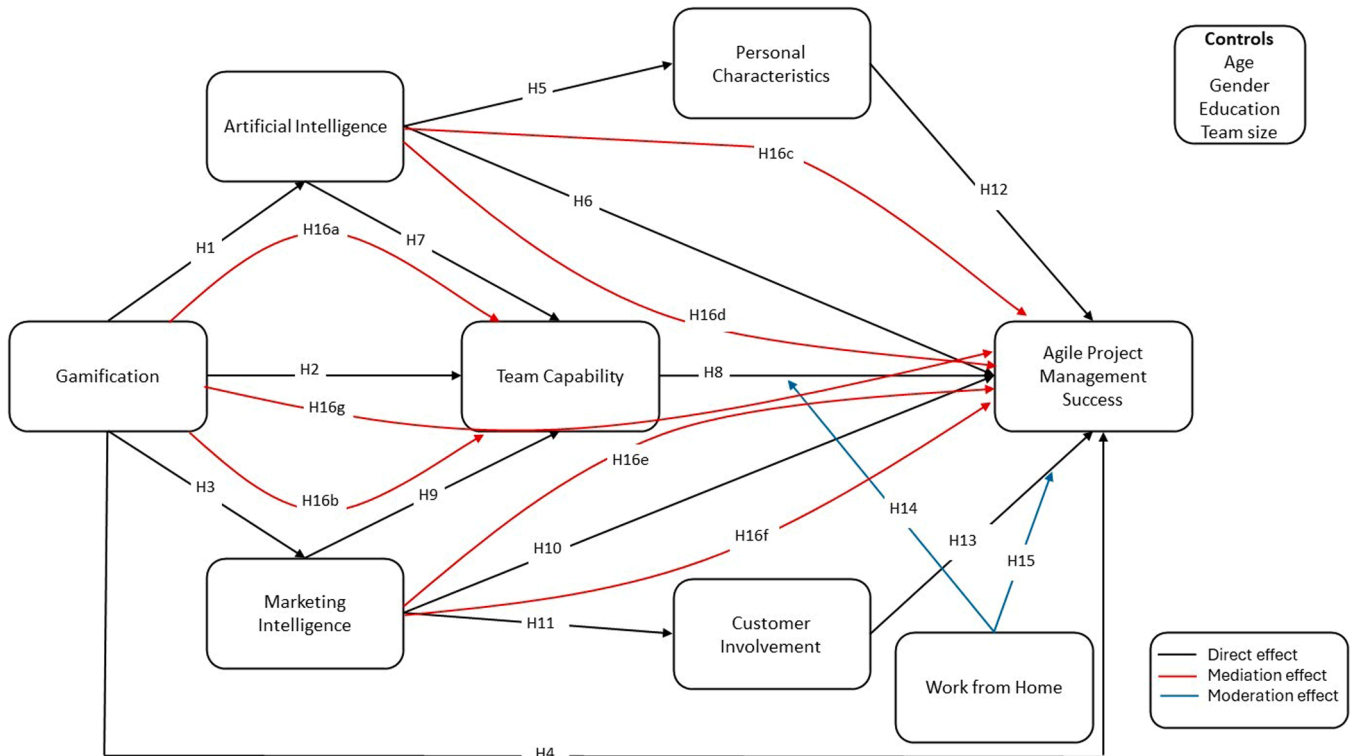 Personal
Characteristics
Controls
Age
Gender
Education
Team size
Artificial Intelligence
H5
H16c
H12
H6
H1
H16a
H7
H16d
Gamification
H2
Team Capability
H8
Agile Project
Management
Success
H16g
H3
H16b
H9
H16e
H14
H10
H16f
H13
H15
Marketing
Intelligence
H11
Customer
Involvement
Work from Home
Direct effect
Mediation effect
Moderation effect
H4